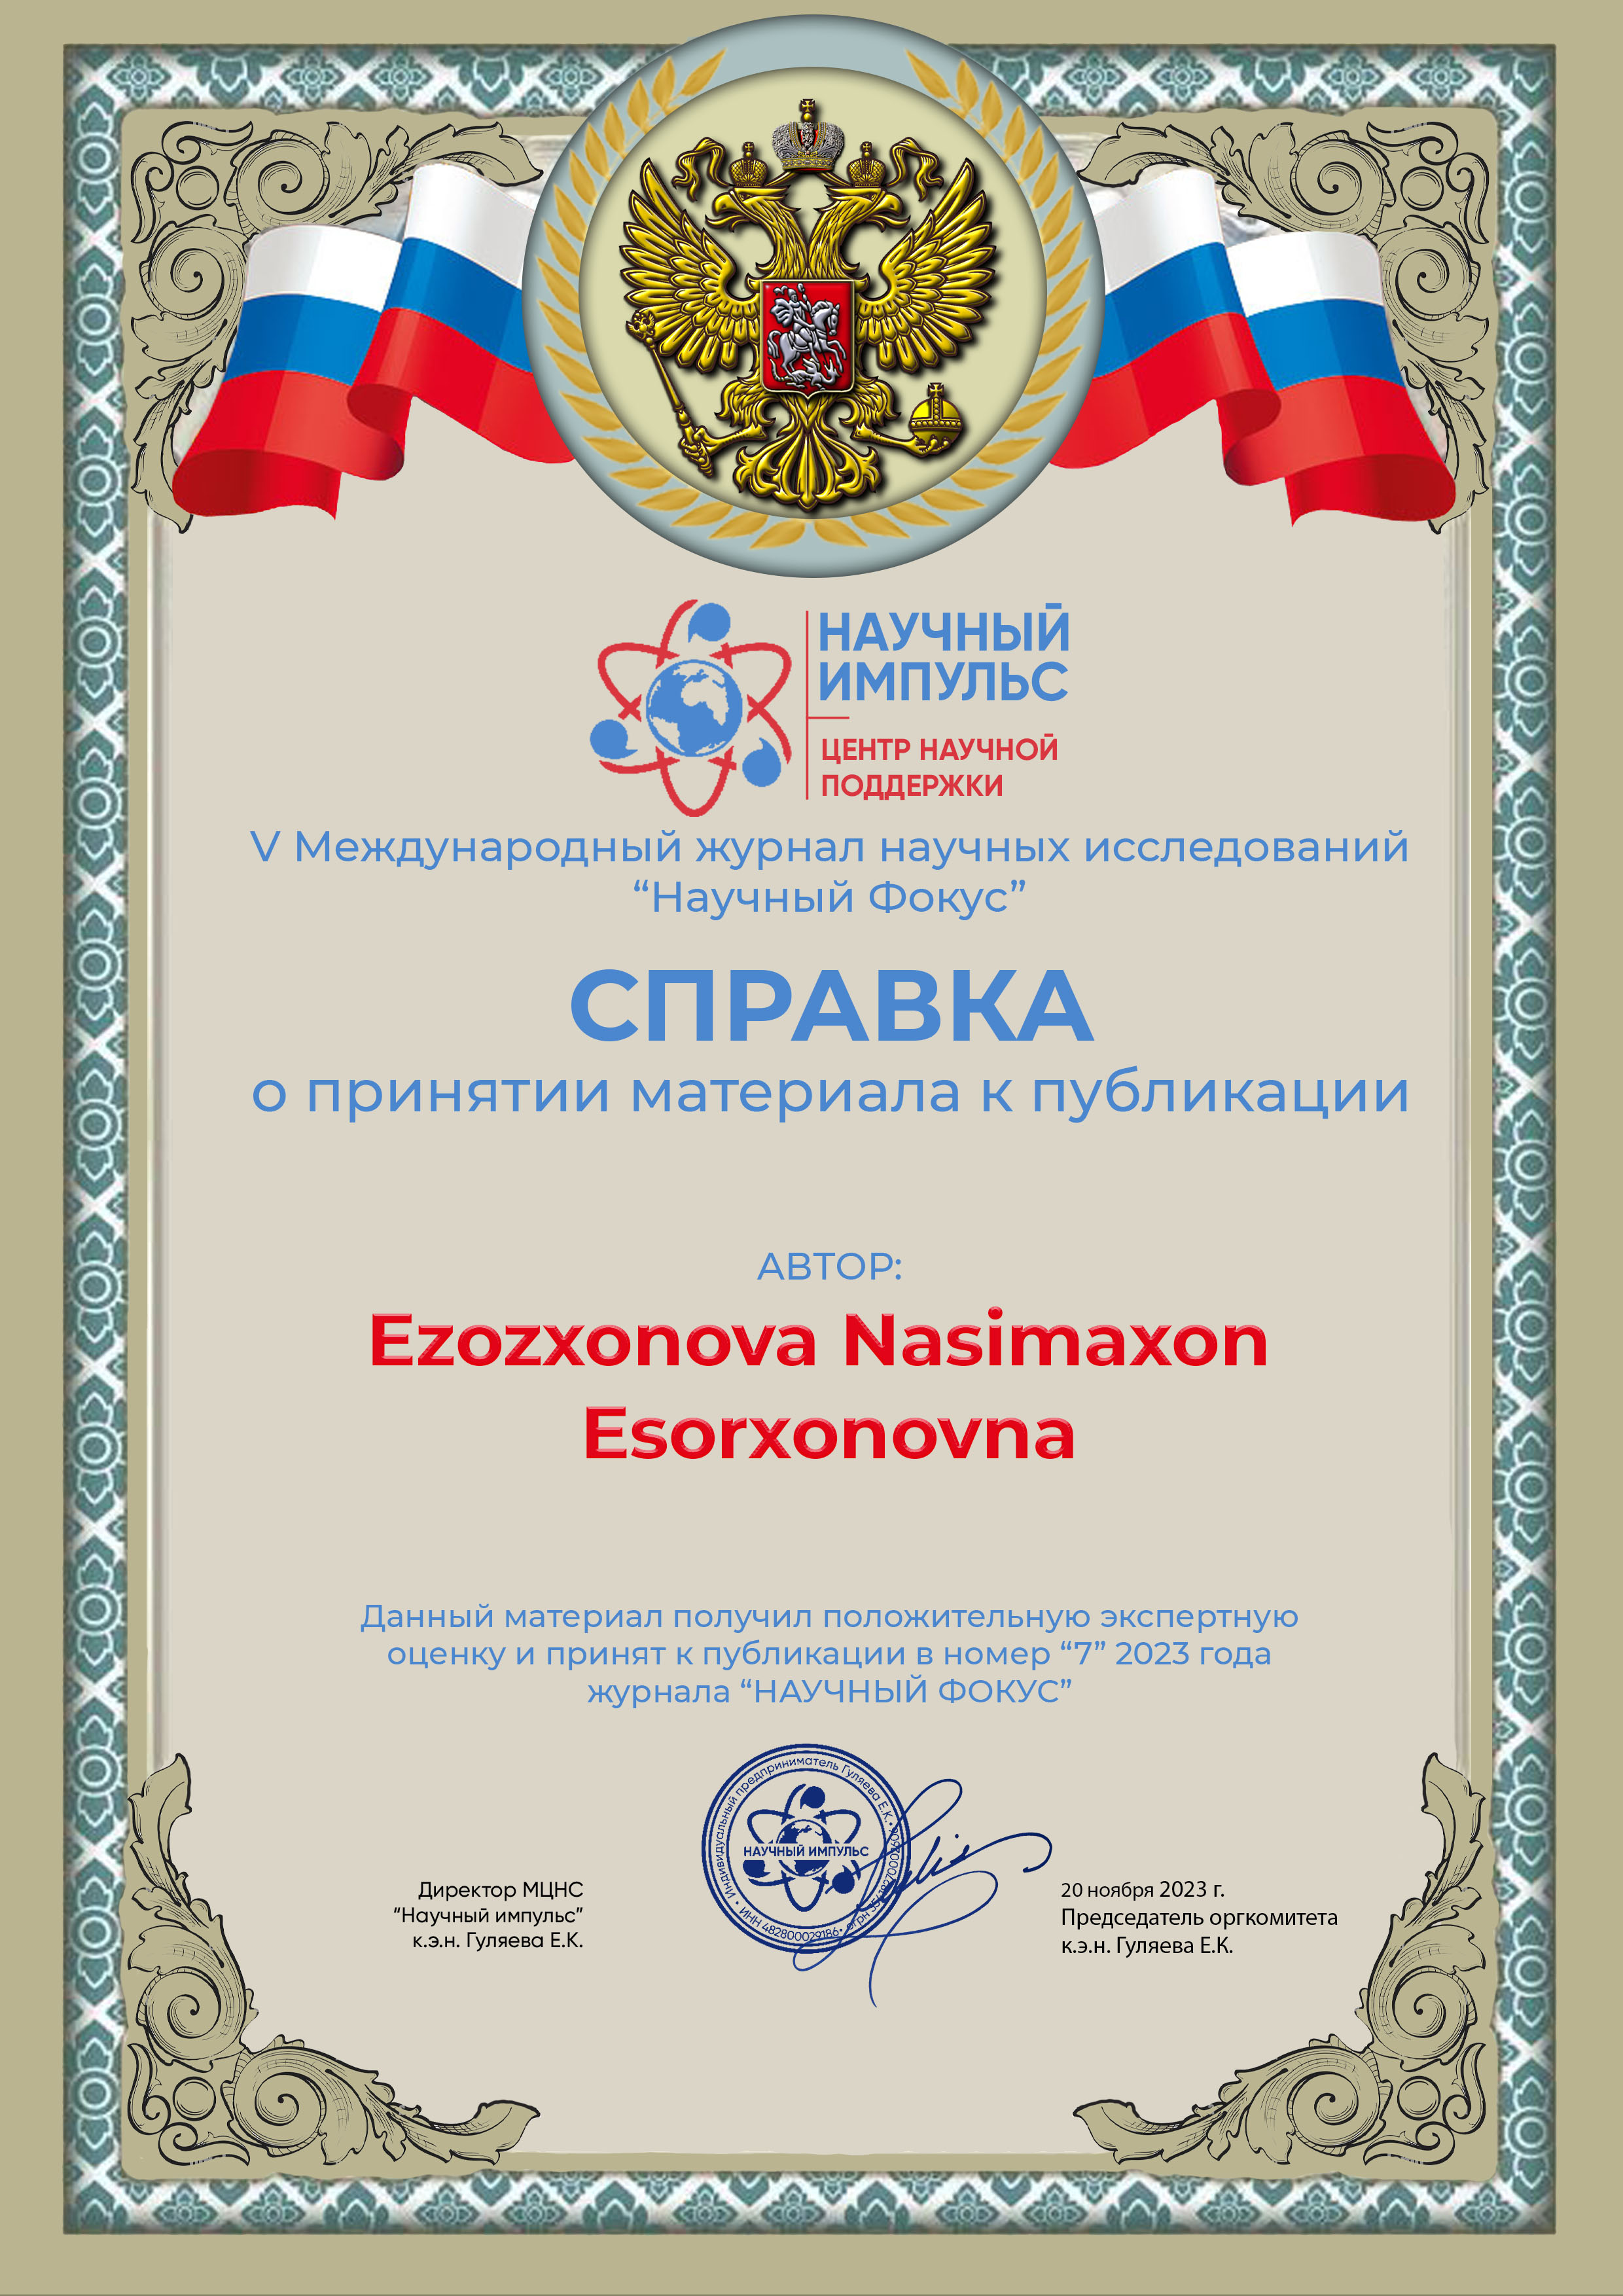 НАУЧНЫЙ
ИМПУЛЬС
ЦЕНТР НАУЧНОЙ
ПОДДЕРЖКИ
V Международный журнал научных исследований
“Научный Фокус”
СПРАВКА
о принятии материала к публикации
АВТОР:
Ezozxonova Nasimaxon
Esorxonovna
Данный материал получил положительную экспертную
оценку и принят к публикации в номер “7” 2023 года
журнала “НАУЧНЫЙ ФОКУС”
Директор МЦНС
“Научный импульс”
к.э.н. Гуляева Е.К.
Индивидуальный предприниматель Гуляева Е.К.
НАУЧНЫЙ ИМПУЛЬС
ИНН 482800029186
20 ноября 2023 г.
Председатель оргкомитета
к.э.н. Гуляева Е.К.